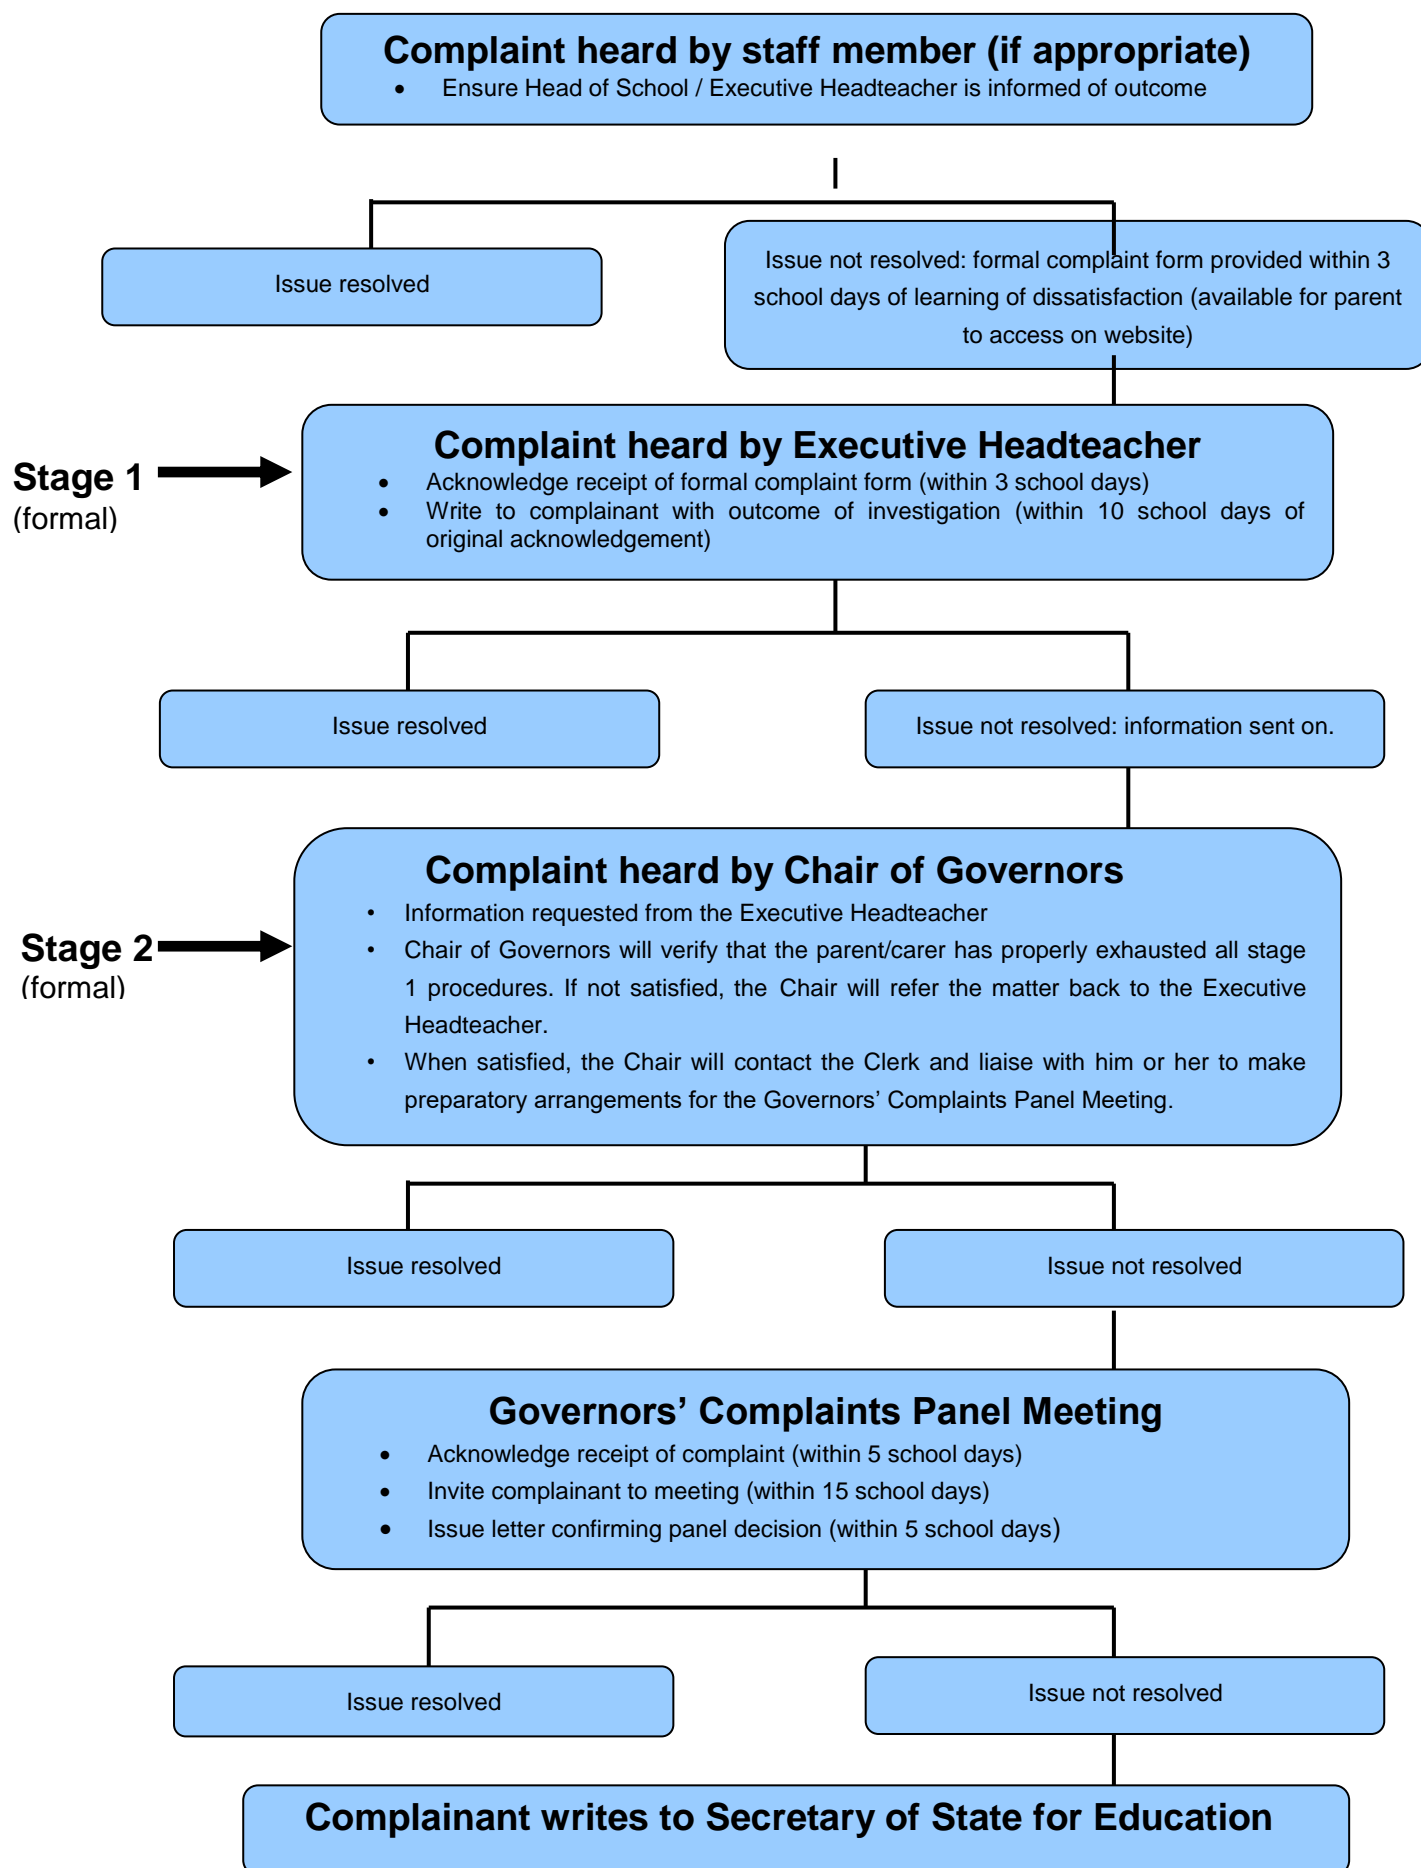 Complaint heard by staff member (if appropriate)
• Ensure Head of School / Executive Headteacher is informed of outcome
Issue resolved
Issue not resolved: formal complaint form provided within 3
school days of learning of dissatisfaction (available for parent
to access on website)
Stage 1
(formal)
Complaint heard by Executive Headteacher
• Acknowledge receipt of formal complaint form (within 3 school days)
• Write to complainant with outcome of investigation (within 10 school days of
original acknowledgement)
Issue resolved
Issue not resolved: information sent on.
Stage 2
(formal)
Complaint heard by Chair of Governors
• Information requested from the Executive Headteacher
• Chair of Governors will verify that the parent/carer has properly exhausted all stage
1 procedures. If not satisfied, the Chair will refer the matter back to the Executive
Headteacher.
• When satisfied, the Chair will contact the Clerk and liaise with him or her to make
preparatory arrangements for the Governors’ Complaints Panel Meeting.
Issue resolved
Issue not resolved
Governors’ Complaints Panel Meeting
• Acknowledge receipt of complaint (within 5 school days)
• Invite complainant to meeting (within 15 school days)
• Issue letter confirming panel decision (within 5 school days)
Issue resolved
Issue not resolved
Complainant writes to Secretary of State for Education